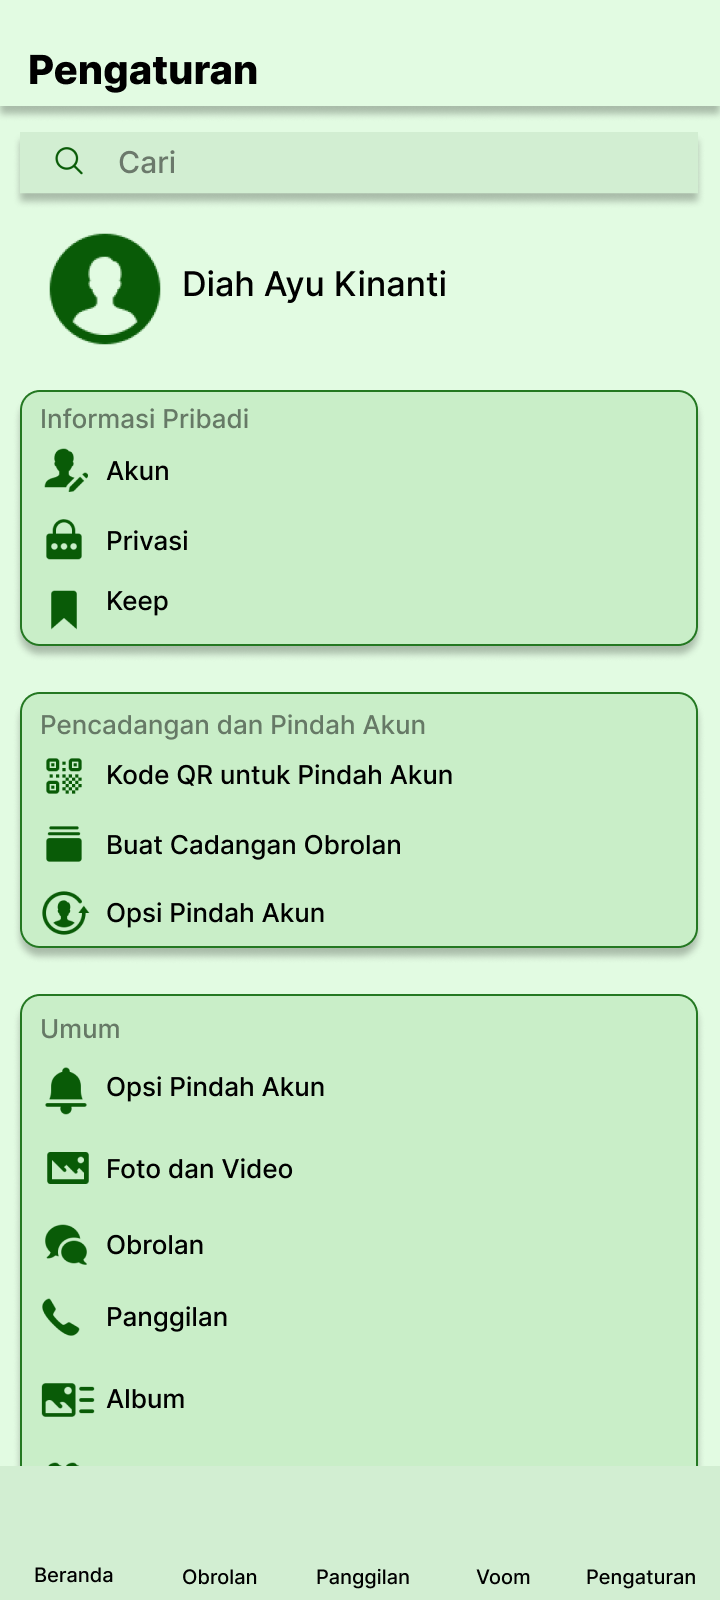 Pengaturan
Cari
Diah Ayu Kinanti
Informasi Pribadi
Akun
Privasi
Keep
Pencadangan dan Pindah Akun
Kode QR untuk Pindah Akun
Buat Cadangan Obrolan
Opsi Pindah Akun
Umum
Opsi Pindah Akun
Foto dan Video
Obrolan
Panggilan
Album
Beranda Obrolan Panggilan Voom Pengaturan